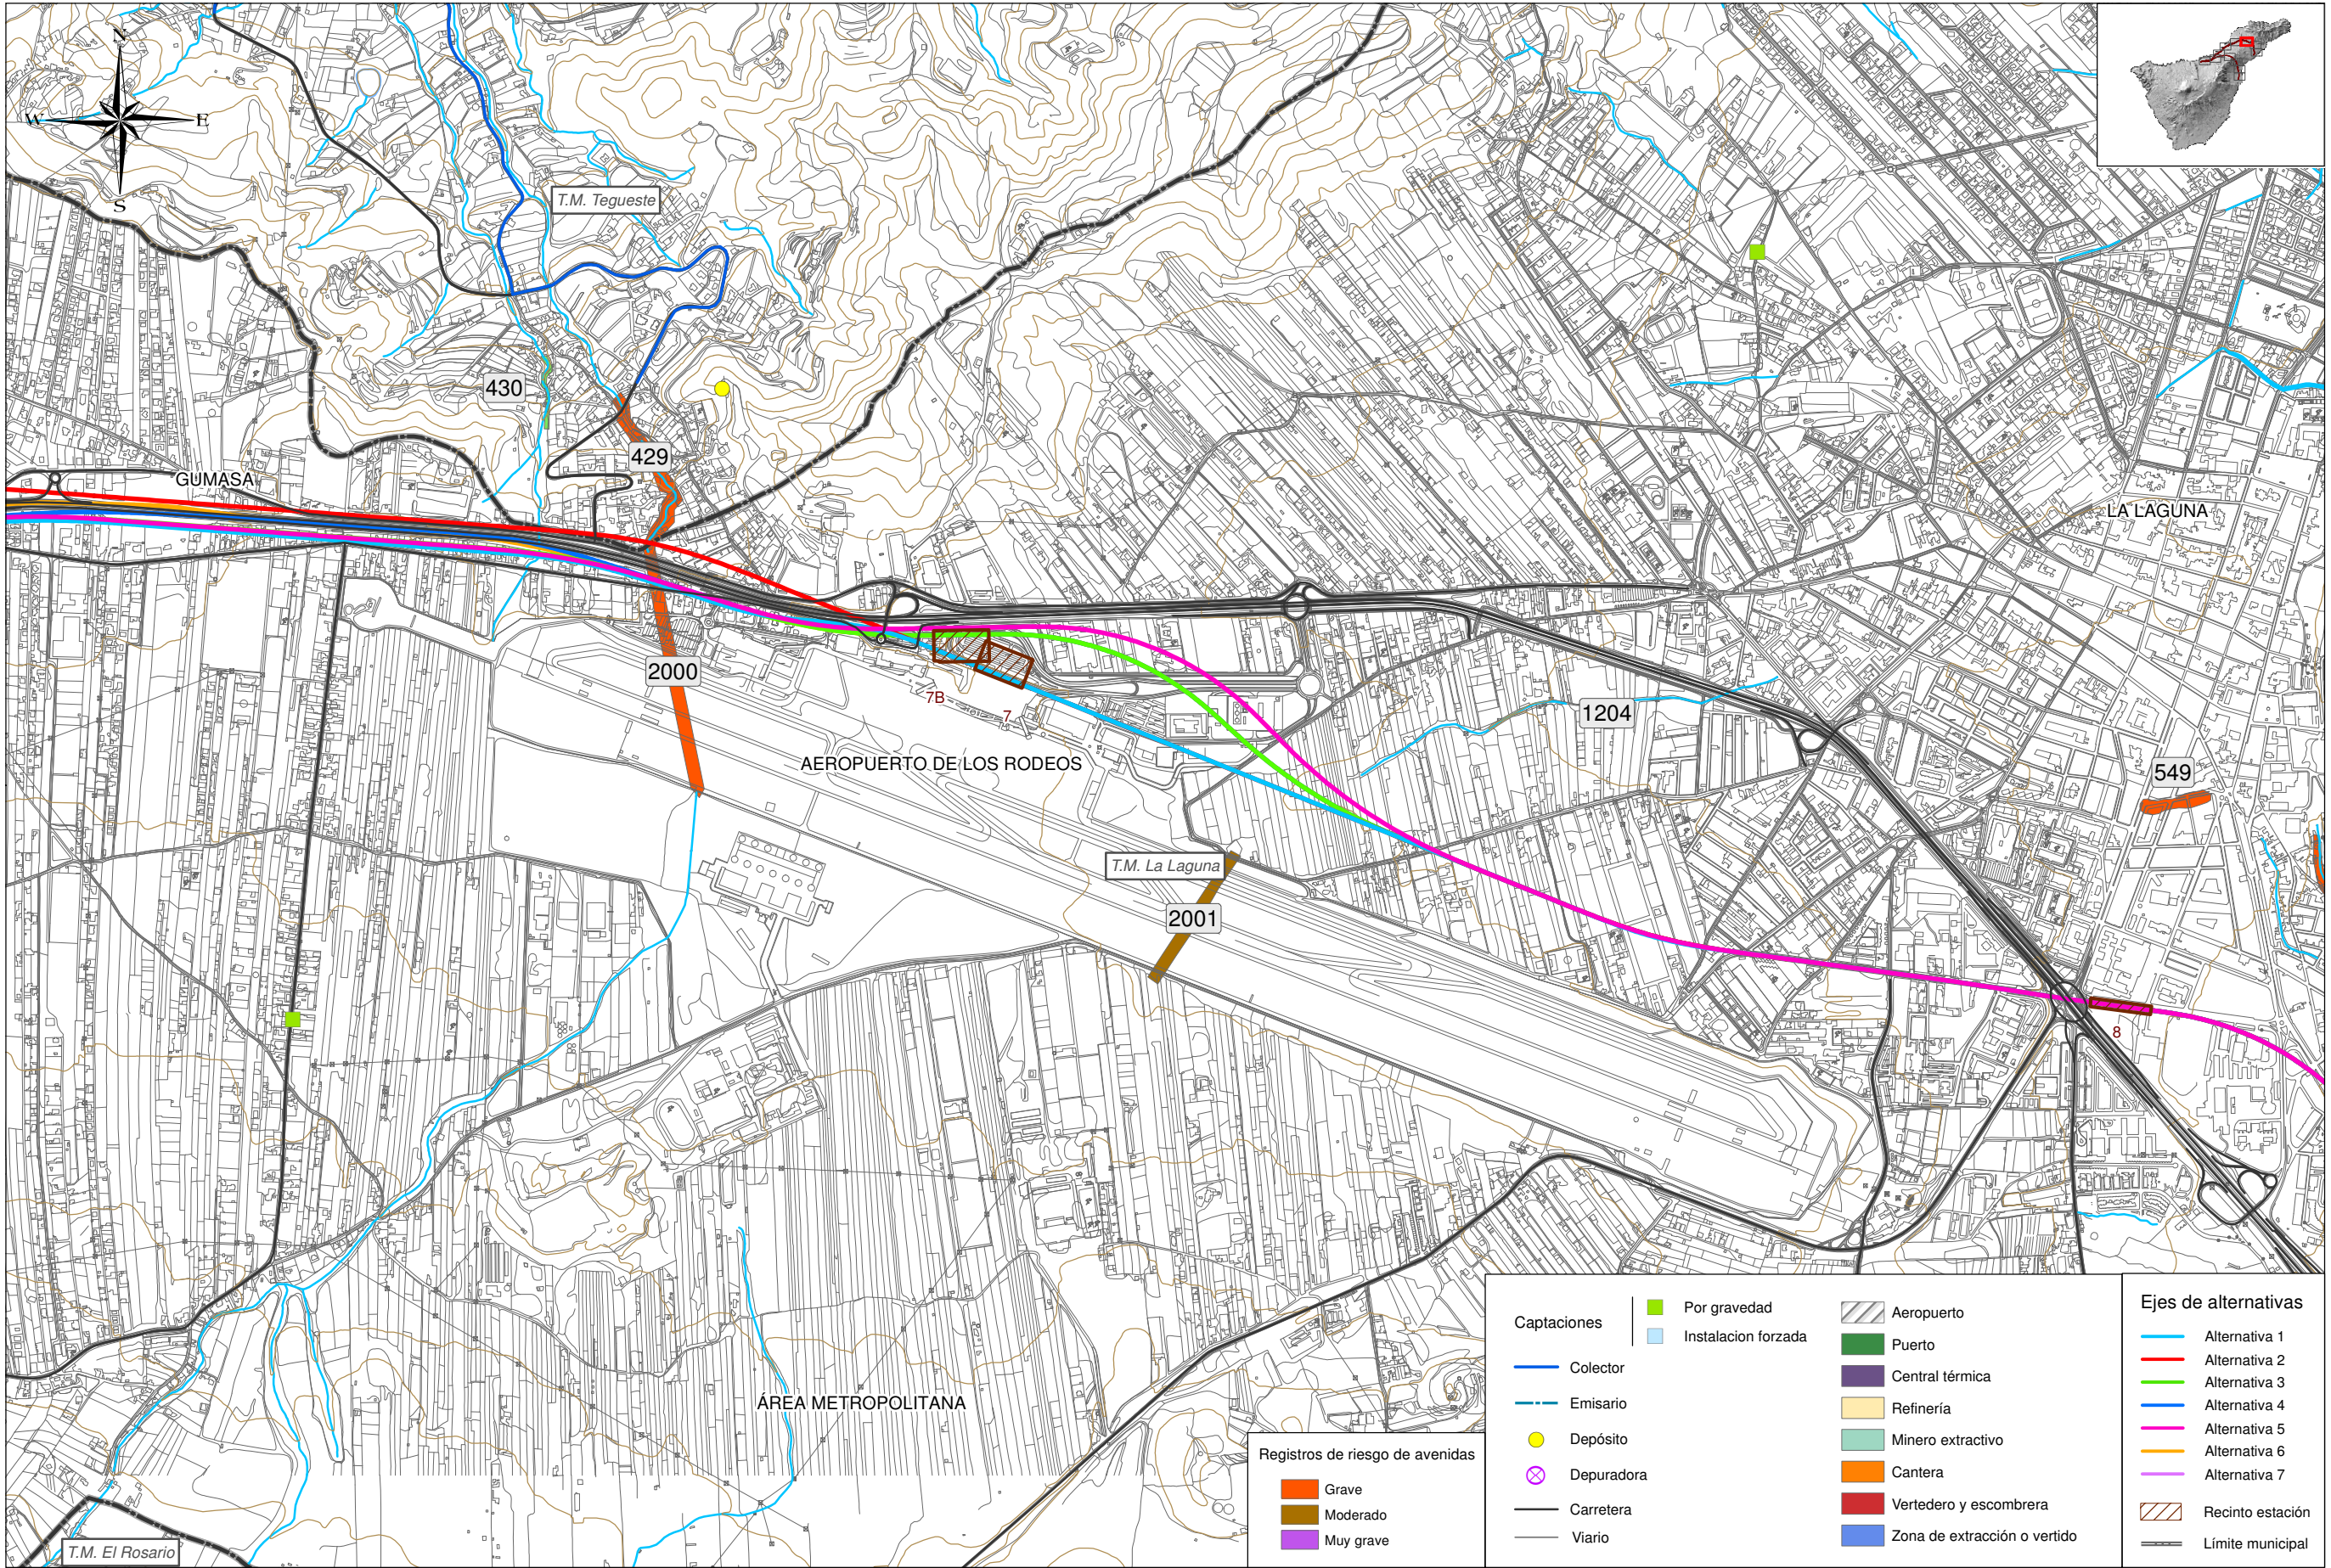 N
W
E
S
T.M. Tegueste
430
429
GUMASA
LA LAGUNA
2000
7B
7
1204
AEROPUERTO DE LOS RODEOS
549
T.M. La Laguna
2001
8
ÁREA METROPOLITANA
T.M. El Rosario
Registros de riesgo de avenidas
Grave
Moderado
Muy grave
Captaciones
Por gravedad
Instalacion forzada
Colector
Emisario
Depósito
Depuradora
Carretera
Viario
Aeropuerto
Puerto
Central térmica
Refinería
Minero extractivo
Cantera
Vertedero y escombrera
Zona de extracción o vertido
Ejes de alternativas
Alternativa 1
Alternativa 2
Alternativa 3
Alternativa 4
Alternativa 5
Alternativa 6
Alternativa 7
Recinto estación
Límite municipal